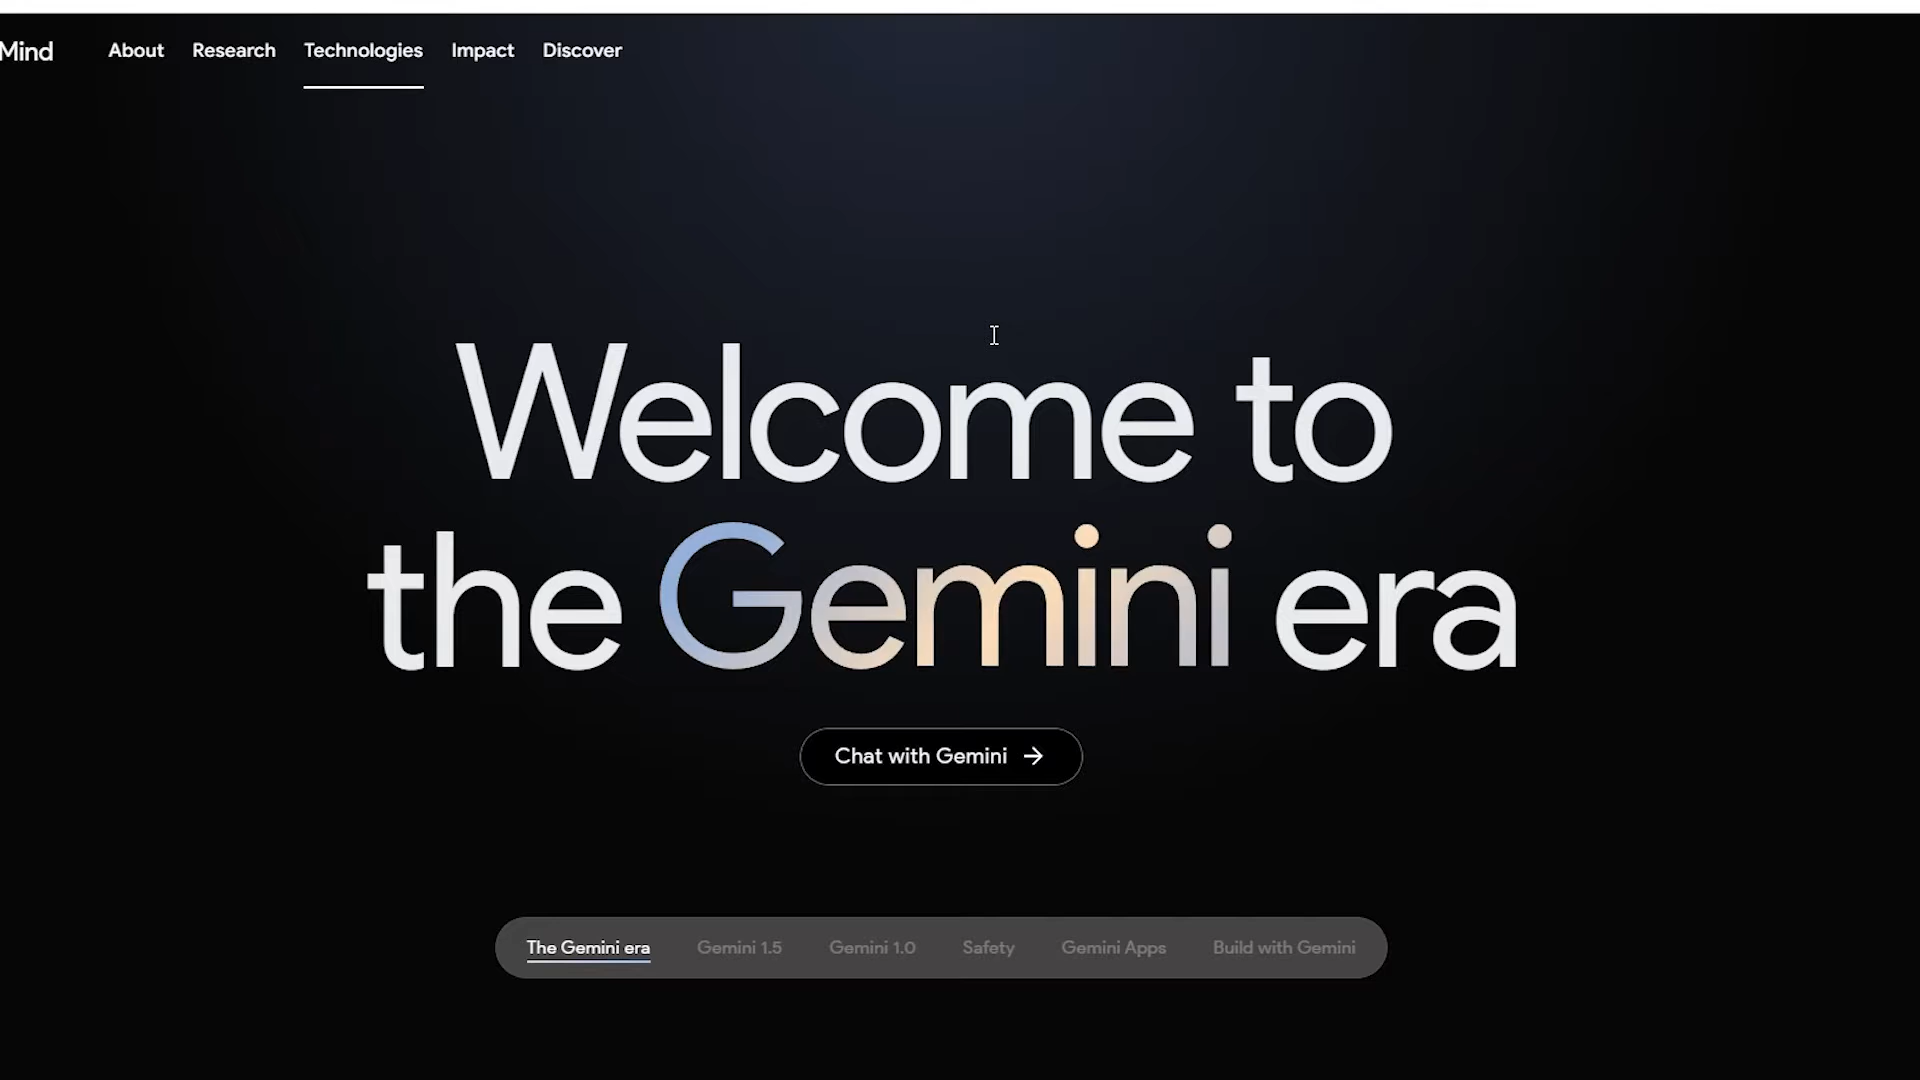 Mind
About Research Technologies Impact Discover
Welcome to
the Gemini era
Chat with Gemini →
The Gemini era Gemini 1.5 Gemini 1.0 Safety Gemini Apps Build with Gemini